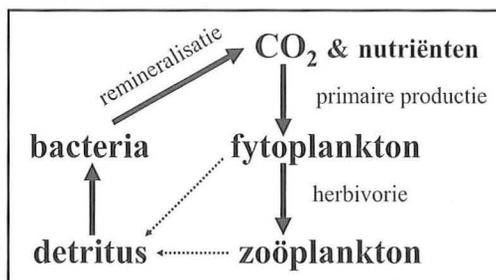 remineralisatie
CO₂ & nutriënten
primaire productie
bacteria
fytoplankton
herbivorie
detritus
zoöplankton